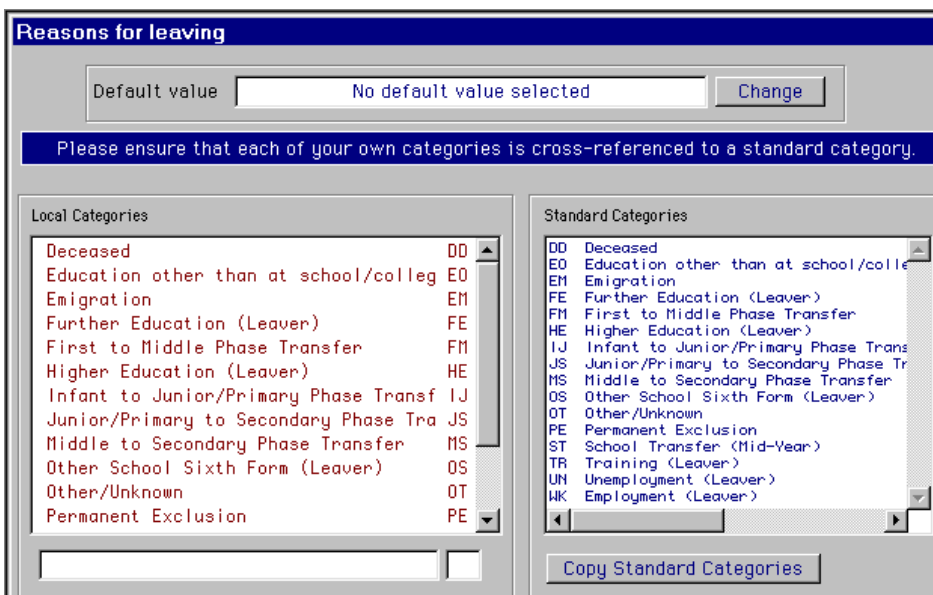 Reasons for leaving
Default value No default value selected Change
Please ensure that each of your own categories is cross-referenced to a standard category.
Local Categories
Deceased DD
Education other than at school/colleg EO
Emigration EM
Further Education (Leaver) FE
First to Middle Phase Transfer FM
Higher Education (Leaver) HE
Infant to Junior/Primary Phase Transf IJ
Junior/Primary to Secondary Phase Tra JS
Middle to Secondary Phase Transfer MS
Other School Sixth Form (Leaver) OS
Other/Unknown OT
Permanent Exclusion PE
Standard Categories
DD Deceased
EO Education other than at school/colle
EM Emigration
FE Further Education (Leaver)
FM First to Middle Phase Transfer
HE Higher Education (Leaver)
IJ Infant to Junior/Primary Phase Trans
JS Junior/Primary to Secondary Phase Tr
MS Middle to Secondary Phase Transfer
OS Other School Sixth Form (Leaver)
OT Other/Unknown
PE Permanent Exclusion
ST School Transfer (Mid-Year)
TR Training (Leaver)
UN Unemployment (Leaver)
WK Employment (Leaver)
Copy Standard Categories